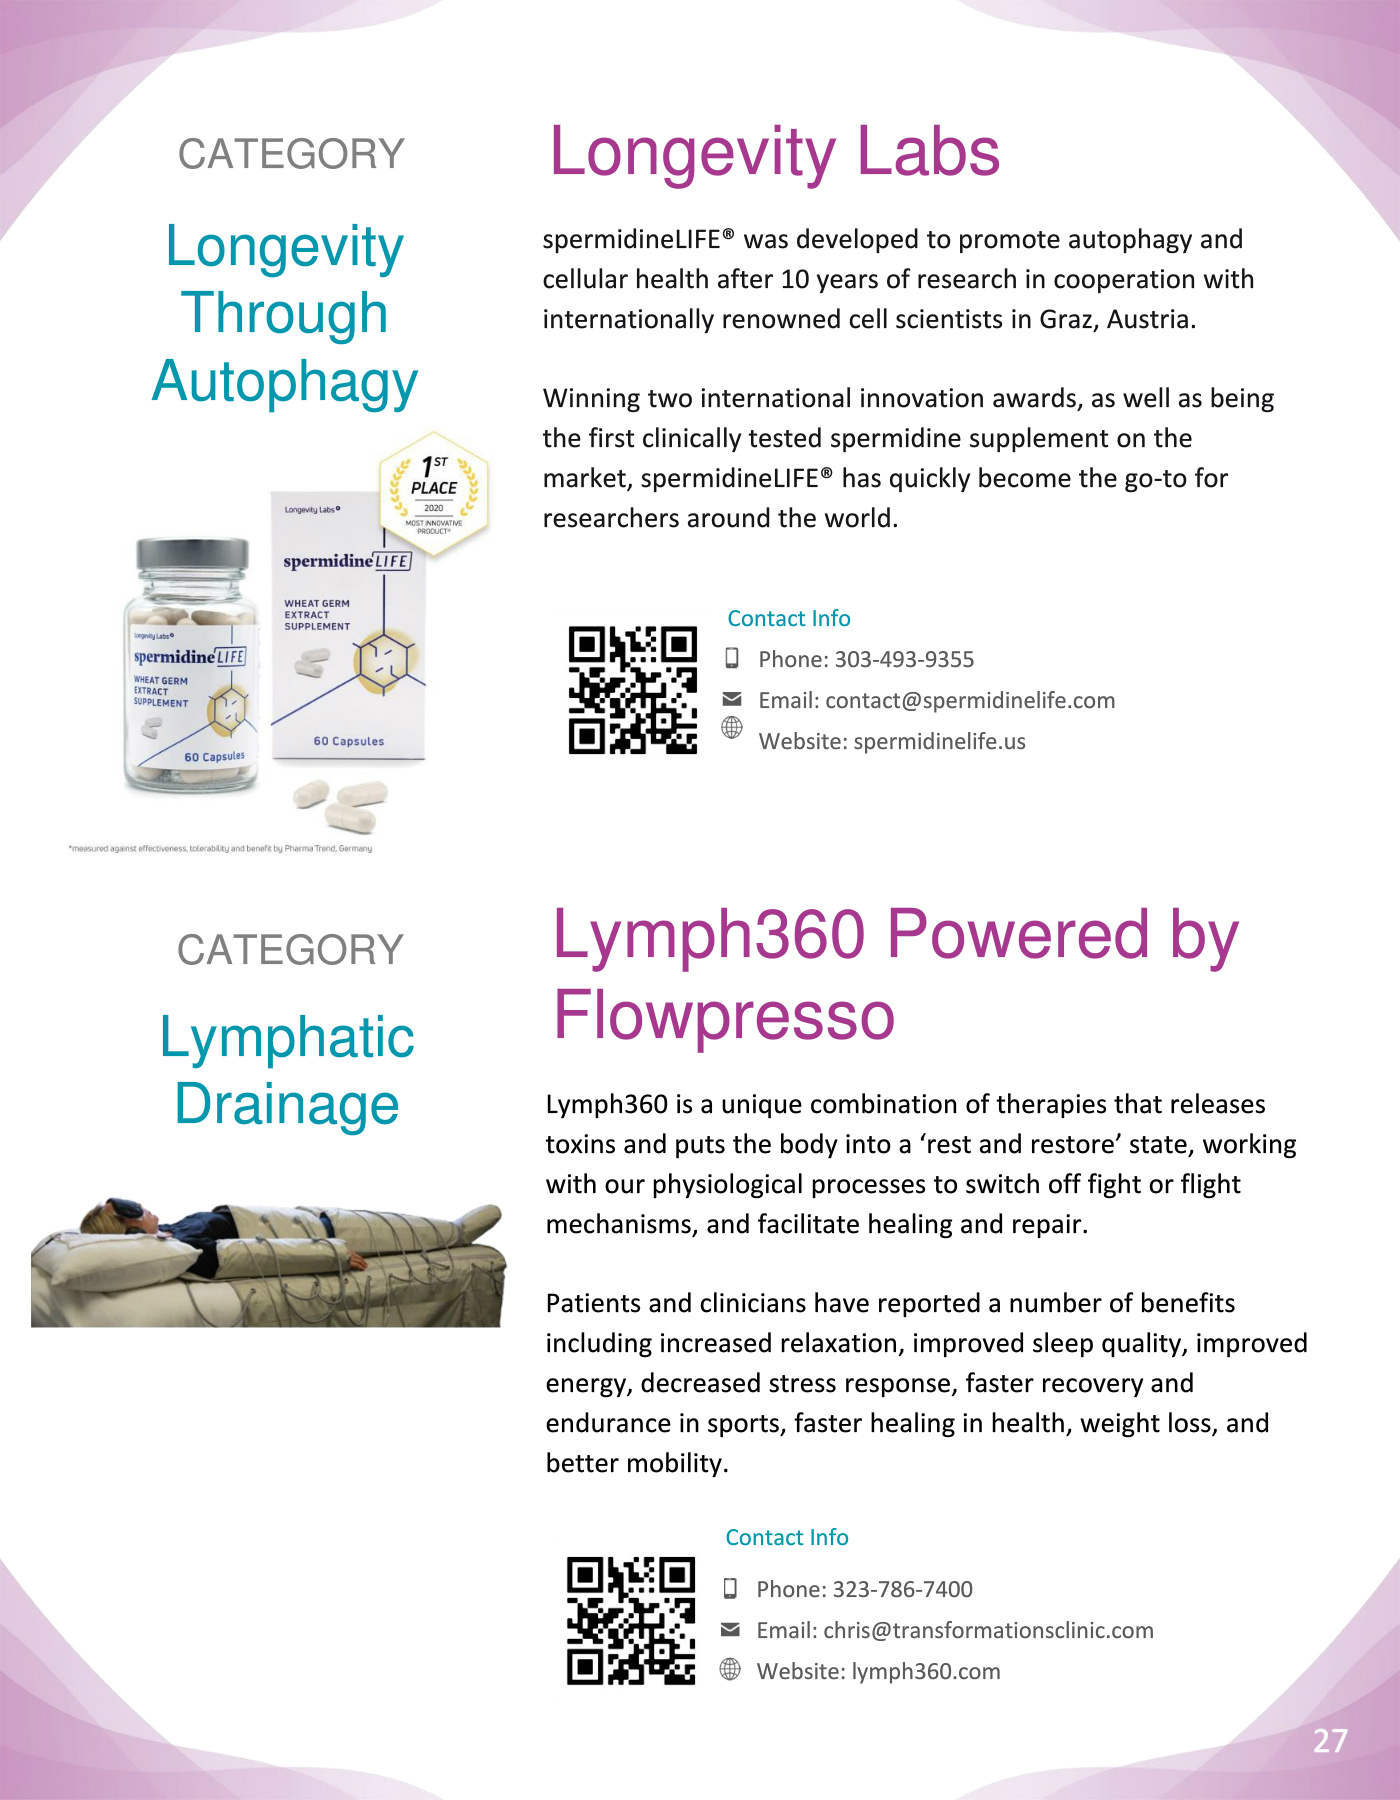 CATEGORY
Longevity
Through
Autophagy
1ST
PLACE
2020
MOST INNOVATIVE
PRODUCT*
Longevity Labs+
spermidineLIFE
WHEAT GERM
EXTRACT
SUPPLEMENT
60 Capsules
Longevity Labs+
spermidineLIFE
WHEAT GERM
EXTRACT
SUPPLEMENT
60 Capsules
*measured against effectiveness, tolerability and benefit by Pharma Trend, Germany
Longevity Labs
spermidineLIFE® was developed to promote autophagy and
cellular health after 10 years of research in cooperation with
internationally renowned cell scientists in Graz, Austria.
Winning two international innovation awards, as well as being
the first clinically tested spermidine supplement on the
market, spermidineLIFE® has quickly become the go-to for
researchers around the world.
Contact Info
Phone: 303-493-9355
Email: contact@spermidinelife.com
Website: spermidinelife.us
CATEGORY
Lymphatic
Drainage
Lymph360 Powered by
Flowpresso
Lymph360 is a unique combination of therapies that releases
toxins and puts the body into a ‘rest and restore’ state, working
with our physiological processes to switch off fight or flight
mechanisms, and facilitate healing and repair.
Patients and clinicians have reported a number of benefits
including increased relaxation, improved sleep quality, improved
energy, decreased stress response, faster recovery and
endurance in sports, faster healing in health, weight loss, and
better mobility.
Contact Info
Phone: 323-786-7400
Email: chris@transformationsclinic.com
Website: lymph360.com
27